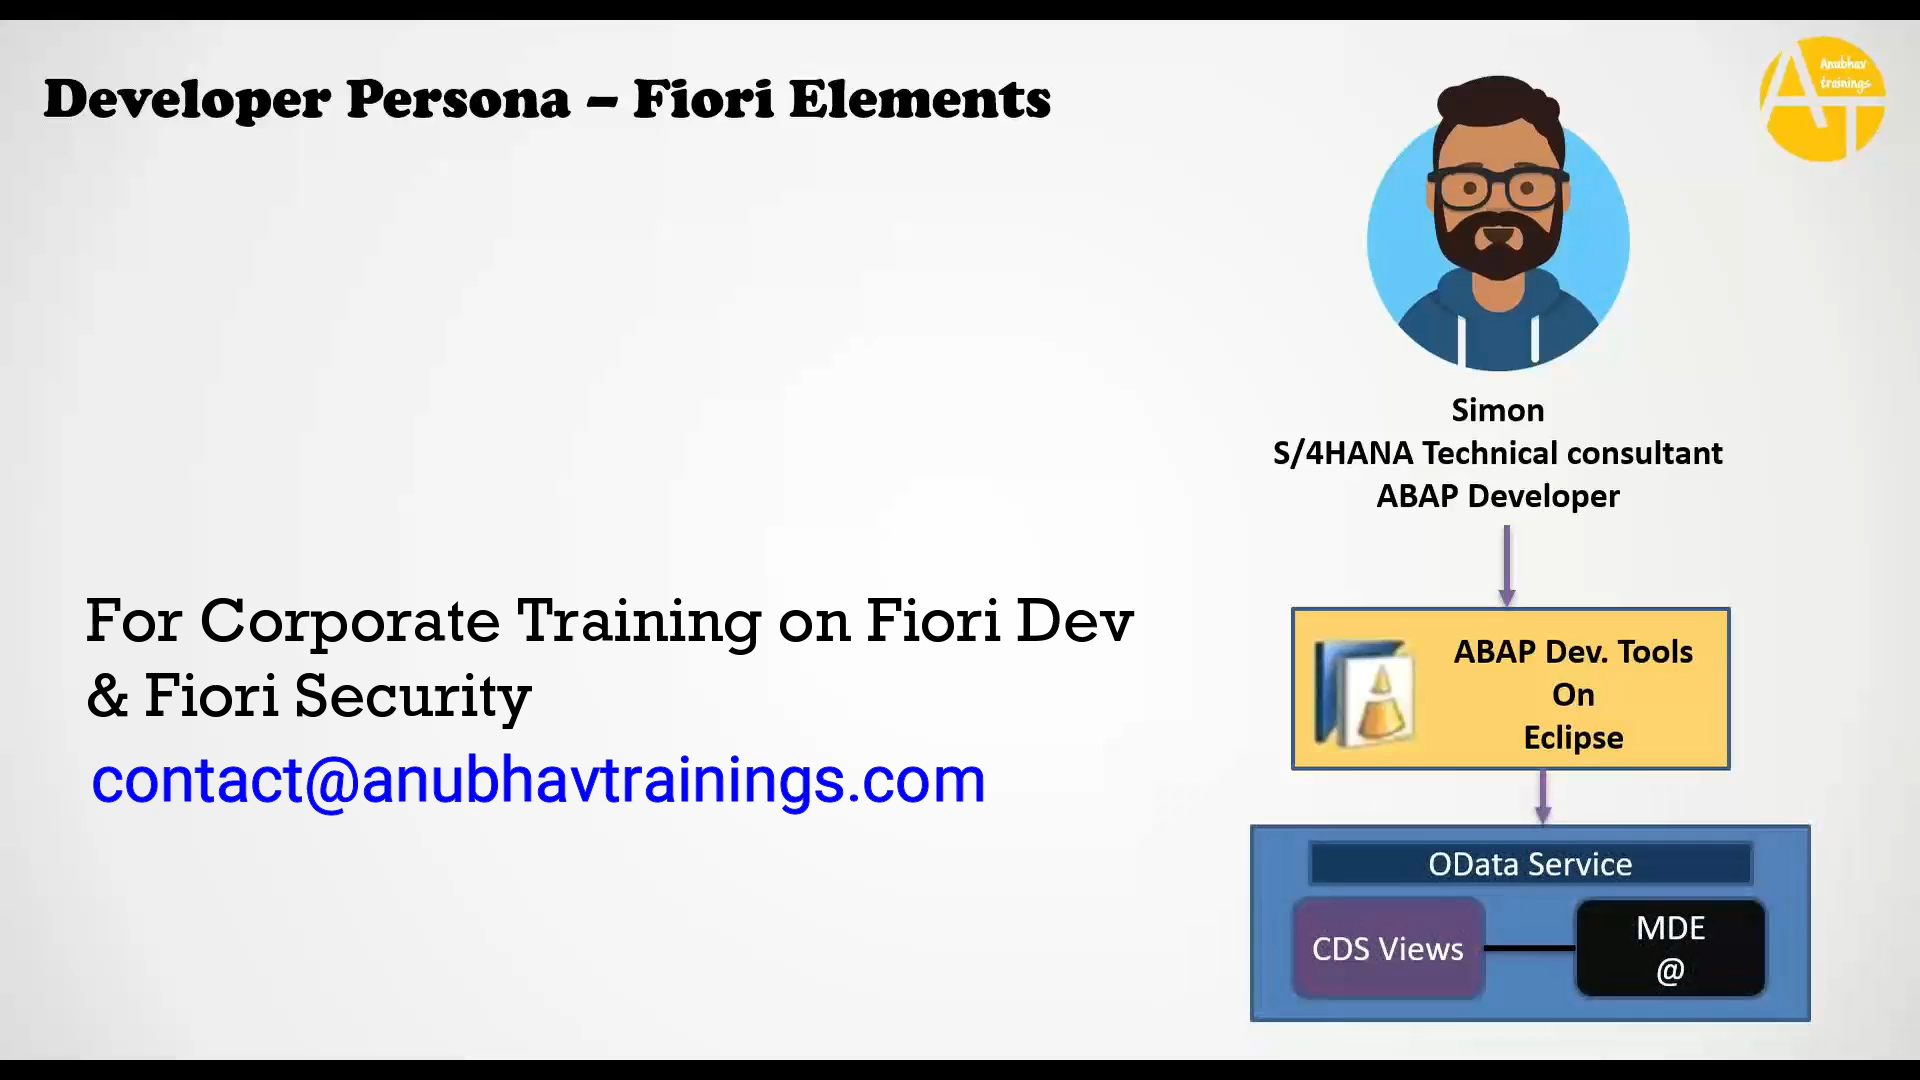 Developer Persona – Fiori Elements
Anubhav
trainings
AT
Simon
S/4HANA Technical consultant
ABAP Developer
For Corporate Training on Fiori Dev
& Fiori Security
contact@anubhavtrainings.com
ABAP Dev. Tools
On
Eclipse
OData Service
CDS Views
MDE
@